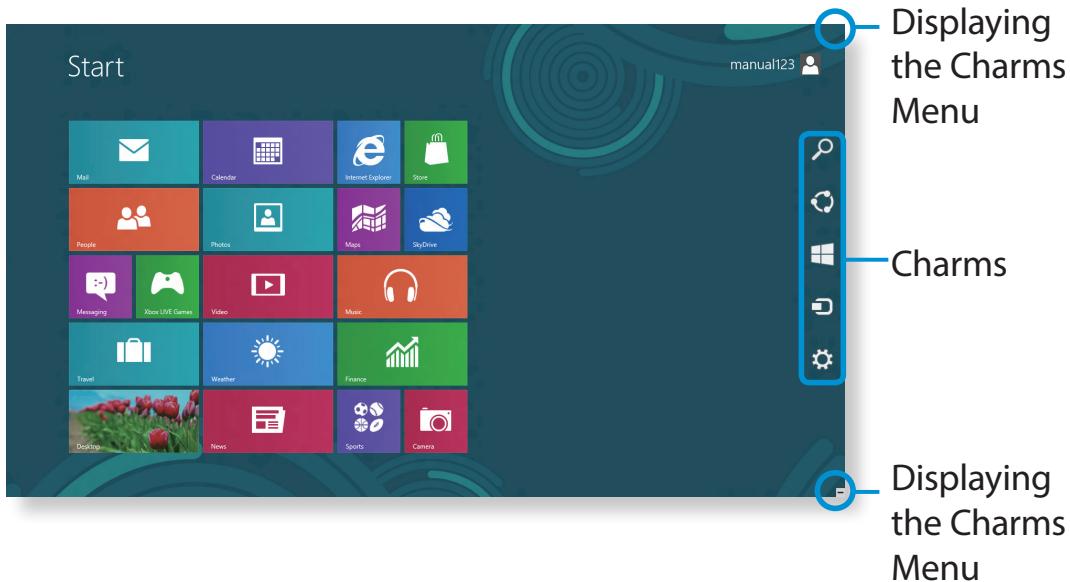 Displaying
the Charms
Menu
Start
manual123
Mail
Calendar
Internet Explorer
Store
People
Photos
Maps
SkyDrive
:-)
Messaging
Xbox LIVE Games
Video
Music
Charms
Travel
Weather
Finance
Desktop
News
Sports
Camera
Displaying
the Charms
Menu